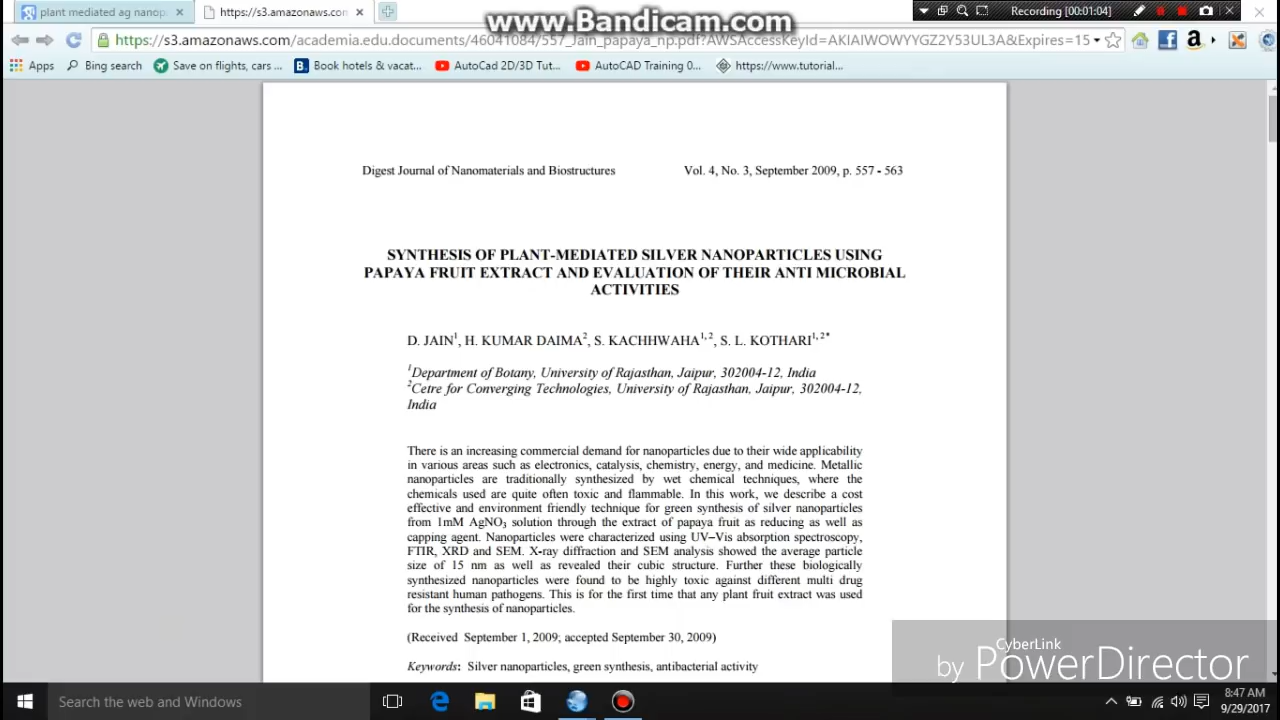 plant mediated ag nanop
https://s3.amazonaws.co
www.Bandicam.com
Recording [00:01:04]
https://s3.amazonaws.com/academia.edu.documents/46041084/557_Jain_papaya_np.pdf?AWSAccessKeyId=AKIAIWOWYYGZ2Y53UL3A&Expires=15
Apps
Bing search
Save on flights, cars ...
Book hotels & vacat...
AutoCad 2D/3D Tut...
AutoCAD Training 0...
https://www.tutorial...
Digest Journal of Nanomaterials and Biostructures
Vol. 4, No. 3, September 2009, p. 557 - 563
SYNTHESIS OF PLANT-MEDIATED SILVER NANOPARTICLES USING
PAPAYA FRUIT EXTRACT AND EVALUATION OF THEIR ANTI MICROBIAL
ACTIVITIES
D. JAIN1, H. KUMAR DAIMA2, S. KACHHWAHA1, 2, S. L. KOTHARI1, 2*
1Department of Botany, University of Rajasthan, Jaipur, 302004-12, India
2Cetre for Converging Technologies, University of Rajasthan, Jaipur, 302004-12,
India
There is an increasing commercial demand for nanoparticles due to their wide applicability
in various areas such as electronics, catalysis, chemistry, energy, and medicine. Metallic
nanoparticles are traditionally synthesized by wet chemical techniques, where the
chemicals used are quite often toxic and flammable. In this work, we describe a cost
effective and environment friendly technique for green synthesis of silver nanoparticles
from 1mM AgNO3 solution through the extract of papaya fruit as reducing as well as
capping agent. Nanoparticles were characterized using UV–Vis absorption spectroscopy,
FTIR, XRD and SEM. X-ray diffraction and SEM analysis showed the average particle
size of 15 nm as well as revealed their cubic structure. Further these biologically
synthesized nanoparticles were found to be highly toxic against different multi drug
resistant human pathogens. This is for the first time that any plant fruit extract was used
for the synthesis of nanoparticles.
(Received September 1, 2009; accepted September 30, 2009)
Keywords: Silver nanoparticles, green synthesis, antibacterial activity
CyberLink
by PowerDirector
Search the web and Windows
8:47 AM
9/29/2017